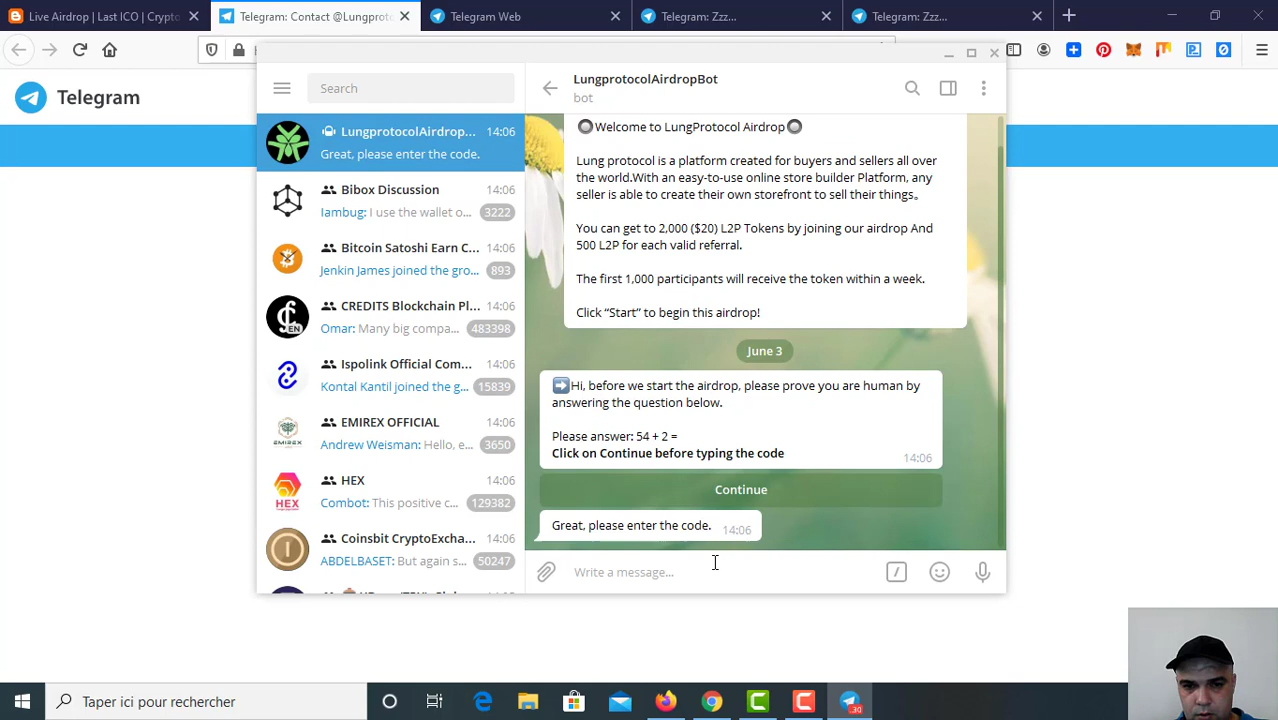 Live Airdrop | Last ICO | Crypto
Telegram: Contact @Lungproto
Telegram Web
Telegram: Zzz...
Telegram: Zzz...
Telegram
Search
LungprotocolAirdrop... 14:06
Great, please enter the code.
Bibox Discussion 14:06
Iambug: I use the wallet o... 3222
Bitcoin Satoshi Earn C... 14:06
Jenkin James joined the gro... 893
CREDITS Blockchain Pl... 14:06
EN
Omar: Many big compa... 483398
Ispolink Official Com... 14:06
Kontal Kantil joined the g... 15839
EMIREX OFFICIAL 14:06
EMIREX
Andrew Weisman: Hello, e... 3650
HEX 14:06
HEX
Combot: This positive c... 129382
Coinsbit CryptoExcha... 14:06
ABDELBASET: But again s... 50247
LungprotocolAirdropBot
bot
🔘Welcome to LungProtocol Airdrop🔘
Lung protocol is a platform created for buyers and sellers all over
the world.With an easy-to-use online store builder Platform, any
seller is able to create their own storefront to sell their things。
You can get to 2,000 ($20) L2P Tokens by joining our airdrop And
500 L2P for each valid referral.
The first 1,000 participants will receive the token within a week.
Click “Start” to begin this airdrop!
June 3
➡️Hi, before we start the airdrop, please prove you are human by
answering the question below.
Please answer: 54 + 2 =
Click on Continue before typing the code
14:06
Continue
Great, please enter the code. 14:06
Write a message...
Taper ici pour rechercher
30